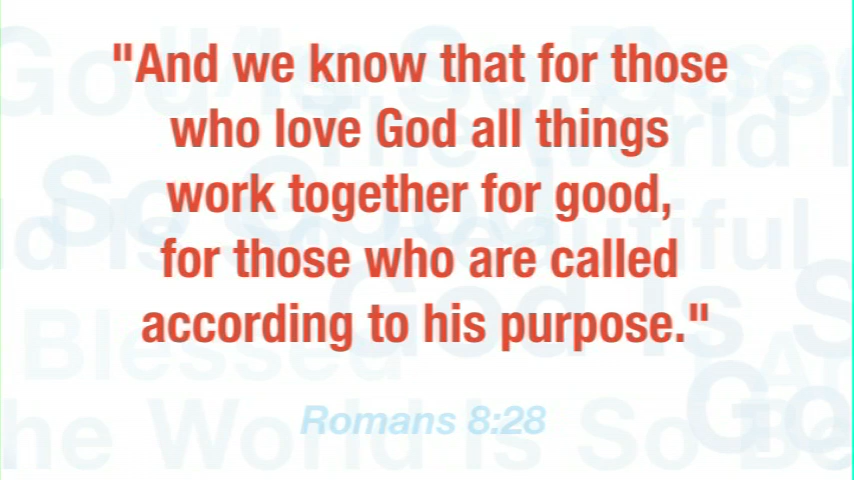 "And we know that for those
who love God all things
work together for good,
for those who are called
according to his purpose."
Romans 8:28